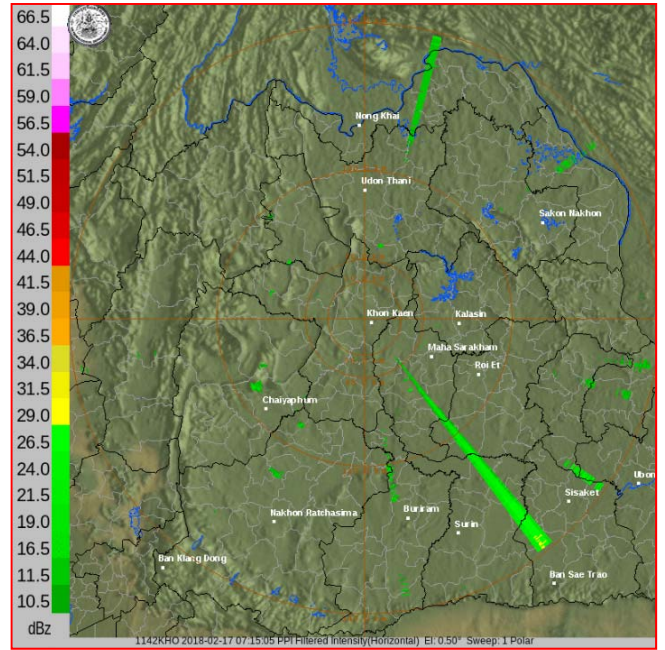 66.5
64.0
61.5
59.0
56.5
54.0
51.5
49.0
46.5
44.0
41.5
39.0
36.5
34.0
31.5
29.0
26.5
24.0
21.5
19.0
16.5
11.5
10.5
dBz
Nong Khai
Udon Thani
Sakon Nakhon
Khon Kaen
Kalasin
Maha Sarakham
Roi Et
Chaiyaphum
Ubon
Sisaket
Nakhon Ratchasima
Buriram
Surin
Ban Klang Dong
Ban Sae Trao
1142KHO 2018-02-17 07:15:05 PPI Filtered Intensity(Horizontal) El: 0.50° Sweep: 1 Polar